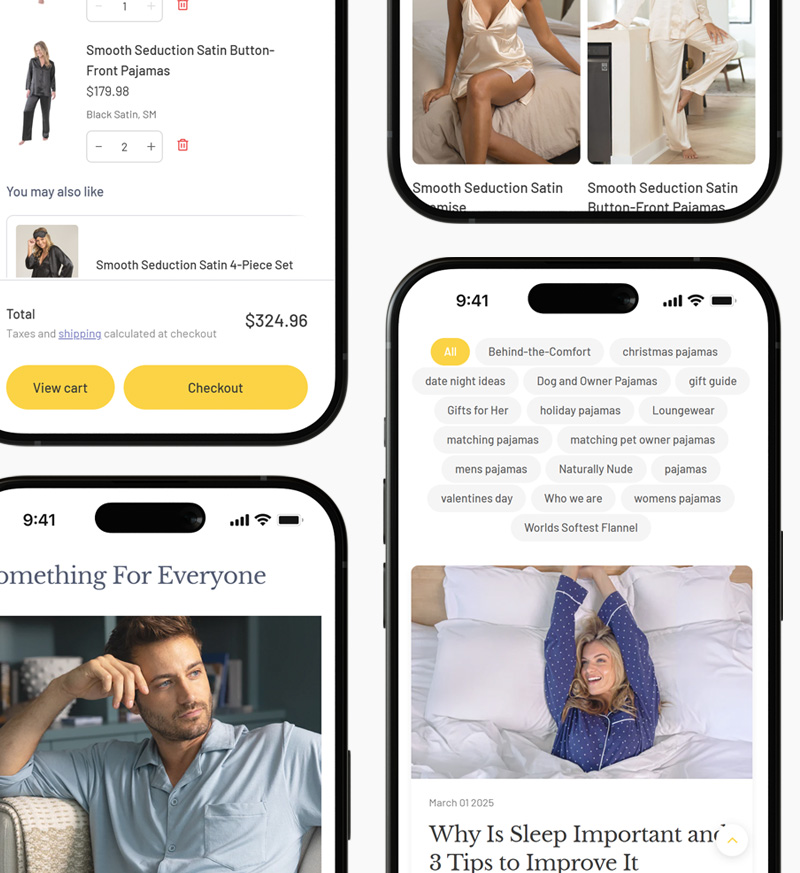 1
Smooth Seduction Satin Button-
Front Pajamas
$179.98
Black Satin, SM
− 2 +
You may also like
Smooth Seduction Satin 4-Piece Set
Total
Taxes and shipping calculated at checkout
$324.96
View cart
Checkout
9:41
omething For Everyone
Smooth Seduction Satin
Smooth Seduction Satin
Button-Front Pajamas
9:41
All
Behind-the-Comfort
christmas pajamas
date night ideas
Dog and Owner Pajamas
gift guide
Gifts for Her
holiday pajamas
Loungewear
matching pajamas
matching pet owner pajamas
mens pajamas
Naturally Nude
pajamas
valentines day
Who we are
womens pajamas
Worlds Softest Flannel
March 01 2025
Why Is Sleep Important and
3 Tips to Improve It